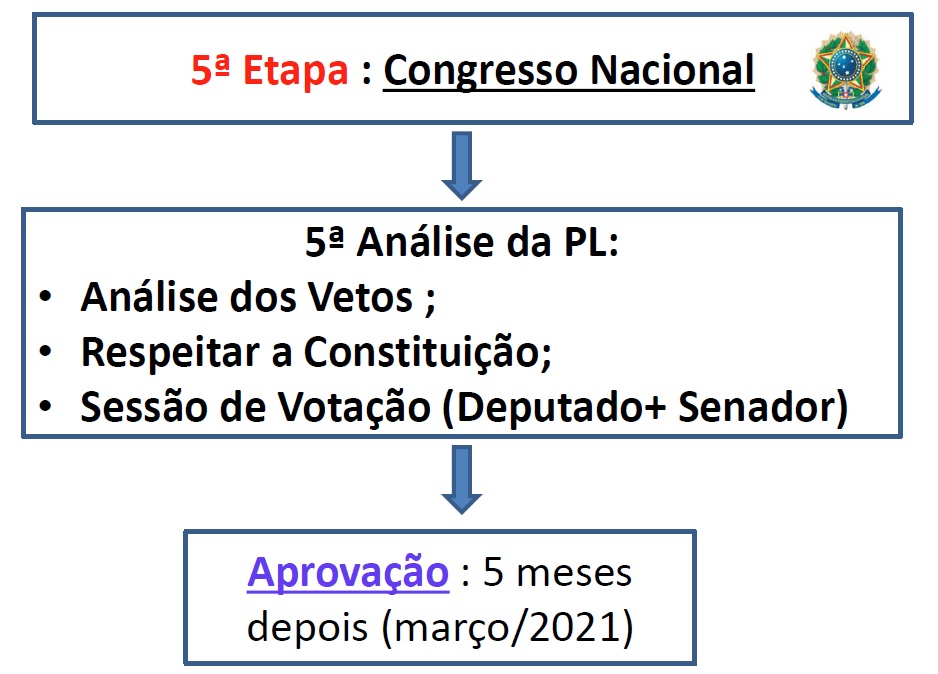 5ª Etapa : Congresso Nacional
5ª Análise da PL:
• Análise dos Vetos ;
• Respeitar a Constituição;
• Sessão de Votação (Deputado+ Senador)
Aprovação : 5 meses
depois (março/2021)